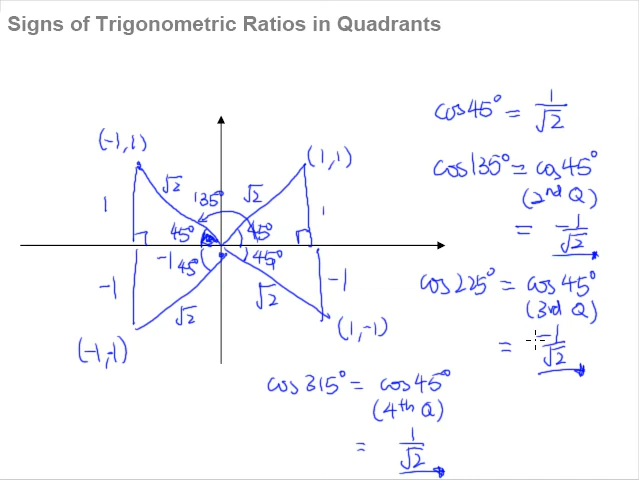 Signs of Trigonometric Ratios in Quadrants
cos45° = 1/√2
(-1,1)
(1,1)
√2
135°
√2
cos135° = cos45°
(2nd Q)
1
1
45°
45°
= -1/√2
-1
45°
45°
-1
-1
√2
√2
cos225° = cos45°
(3rd Q)
(-1,-1)
(1,-1)
= -1/√2
cos315° = cos45°
(4th Q)
= 1/√2